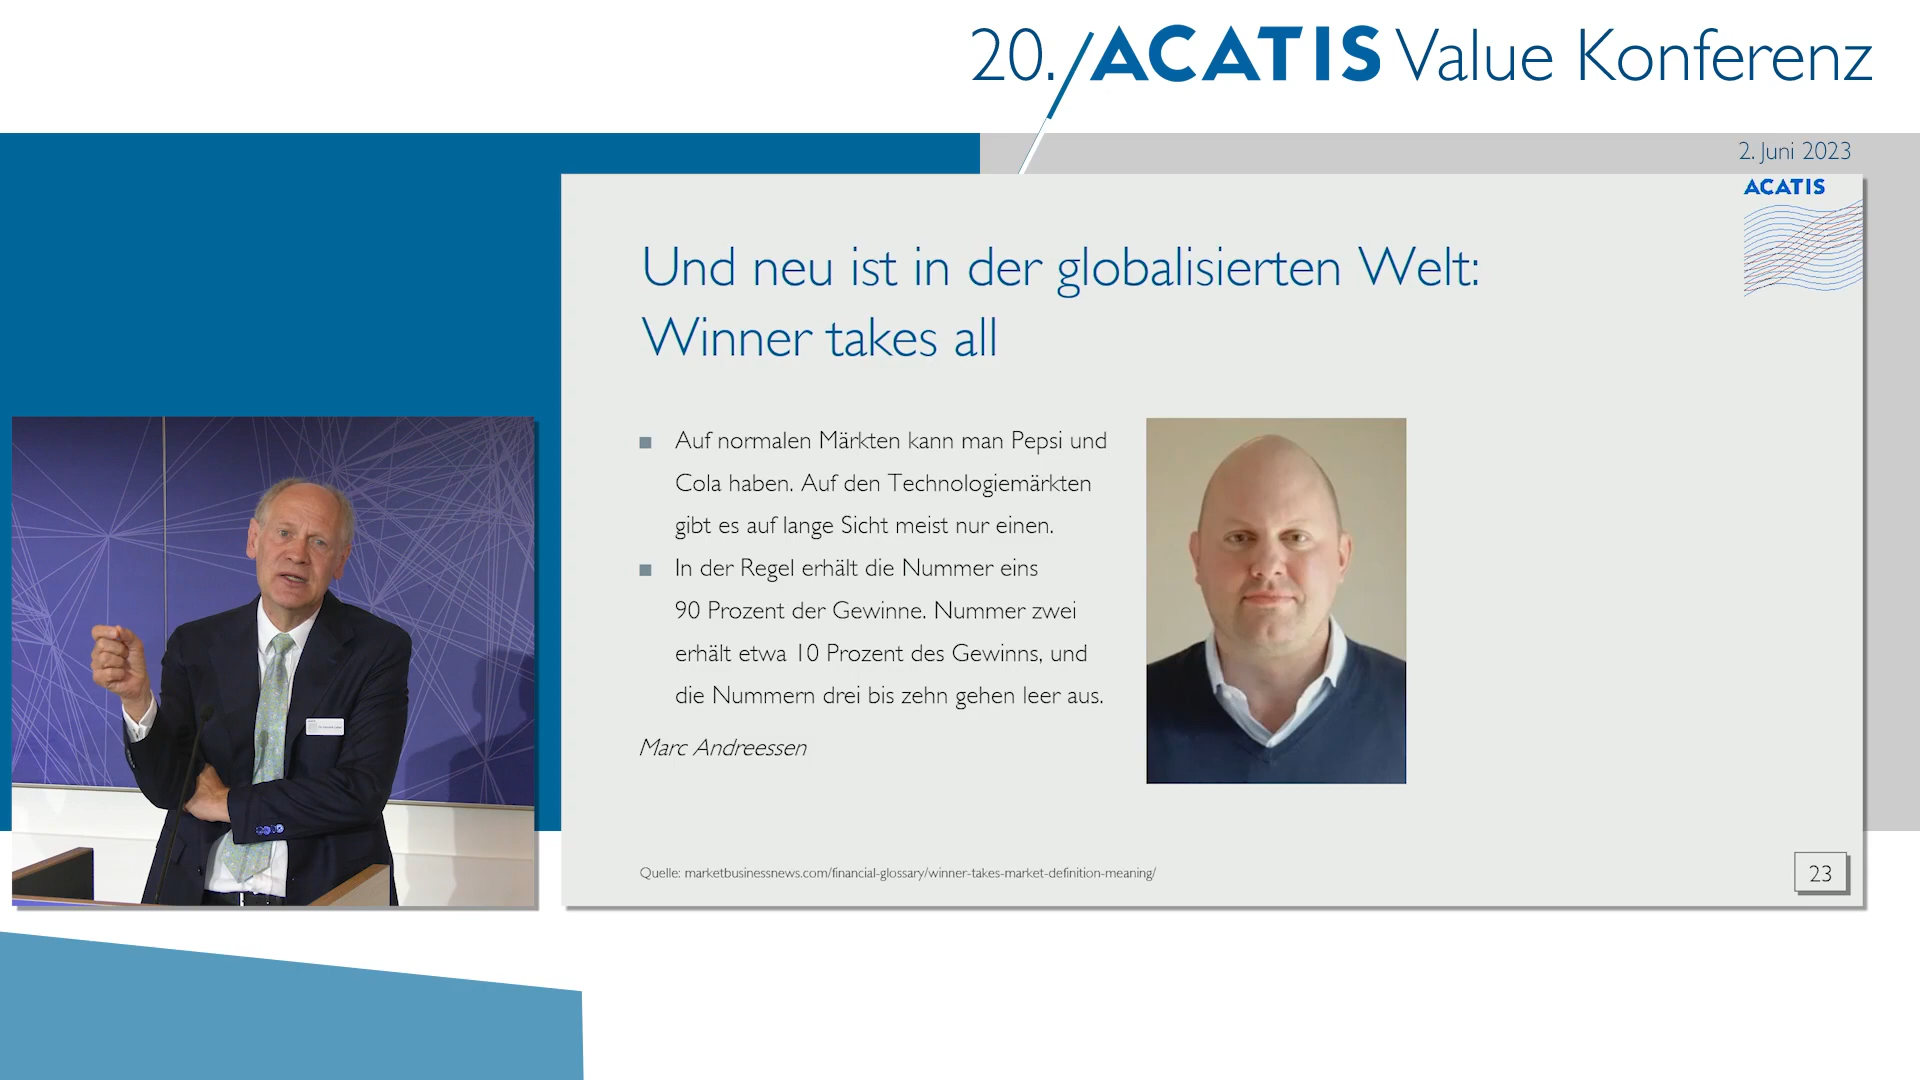 20. ACATIS Value Konferenz
2. Juni 2023
ACATIS
Und neu ist in der globalisierten Welt:
Winner takes all
■ Auf normalen Märkten kann man Pepsi und
Cola haben. Auf den Technologiemärkten
gibt es auf lange Sicht meist nur einen.
■ In der Regel erhält die Nummer eins
90 Prozent der Gewinne. Nummer zwei
erhält etwa 10 Prozent des Gewinns, und
die Nummern drei bis zehn gehen leer aus.
Marc Andreessen
Quelle: marketbusinessnews.com/financial-glossary/winner-takes-market-definition-meaning/
23